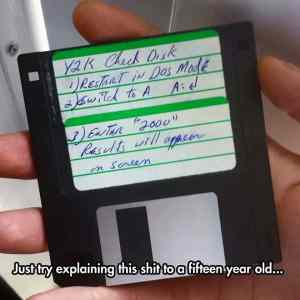 Y2K Check Disk
1) Restart in Dos Mode
2) Switch to A A:\
3) Enter "2000"
Results will appear
on screen
Just try explaining this shit to a fifteen year old...